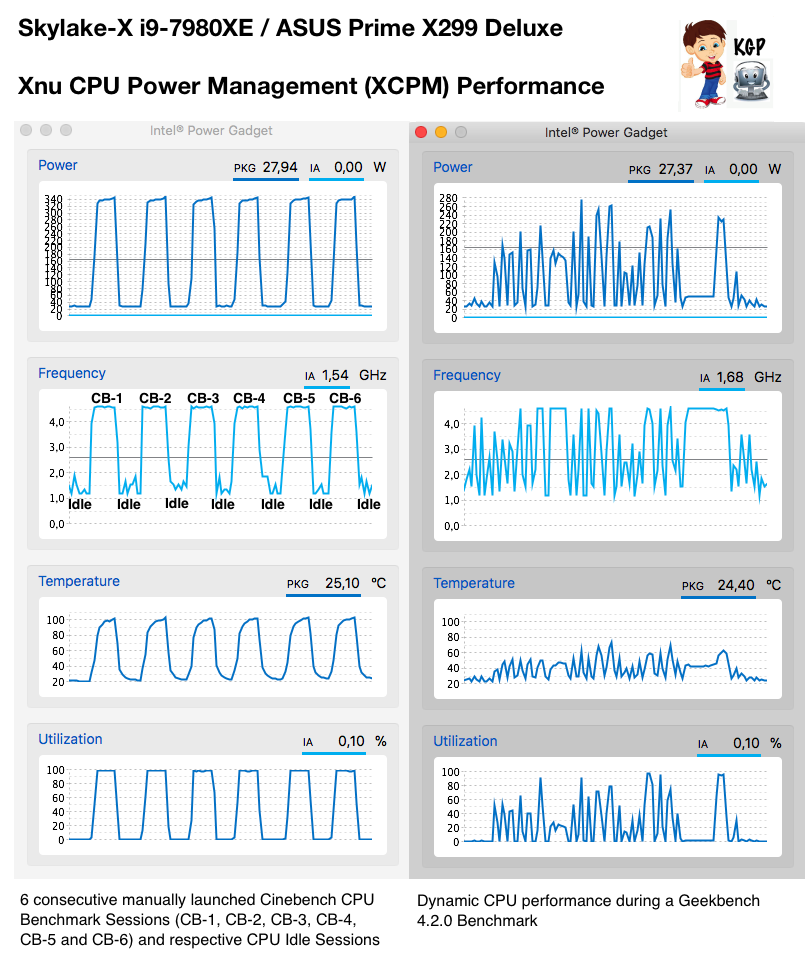 Skylake-X i9-7980XE / ASUS Prime X299 Deluxe
KGP
Xnu CPU Power Management (XCPM) Performance
Intel® Power Gadget
Power
PKG 27,94 IA 0,00 W
340
320
300
280
260
240
220
200
180
160
140
120
100
80
60
40
20
0
Frequency
IA 1,54 GHz
CB-1 CB-2 CB-3 CB-4 CB-5 CB-6
4,0
3,0
2,0
1,0
Idle Idle Idle Idle Idle Idle Idle
0,0
Temperature
PKG 25,10 ºC
100
80
60
40
20
Utilization
IA 0,10 %
100
80
60
40
20
0
6 consecutive manually launched Cinebench CPU
Benchmark Sessions (CB-1, CB-2, CB-3, CB-4,
CB-5 and CB-6) and respective CPU Idle Sessions
Intel® Power Gadget
Power
PKG 27,37 IA 0,00 W
280
260
240
220
200
180
160
140
120
100
80
60
40
20
0
Frequency
IA 1,68 GHz
4,0
3,0
2,0
1,0
0,0
Temperature
PKG 24,40 ºC
100
80
60
40
20
Utilization
IA 0,10 %
100
80
60
40
20
0
Dynamic CPU performance during a Geekbench
4.2.0 Benchmark